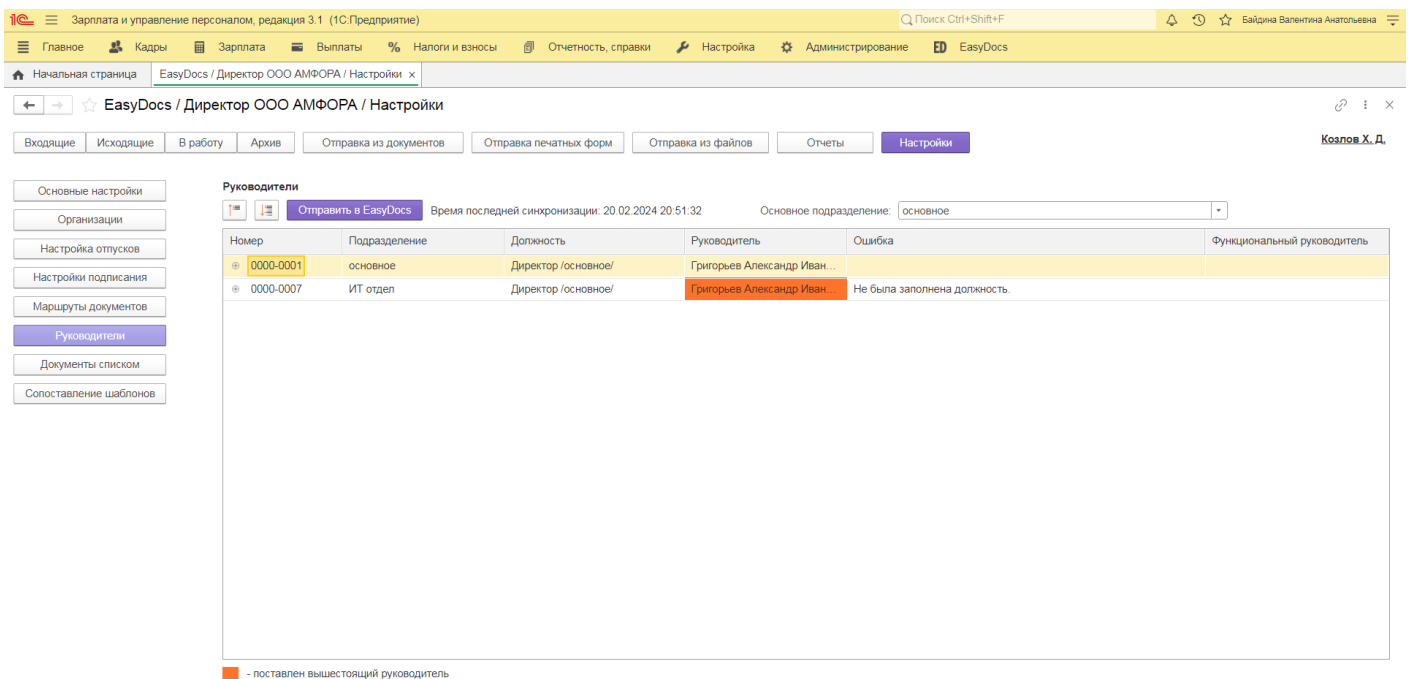 Зарплата и управление персоналом, редакция 3.1 (1С:Предприятие) Поиск Ctrl+Shift+F Байдина Валентина Анатольевна
Главное Кадры Зарплата Выплаты % Налоги и взносы Отчетность, справки Настройка Администрирование ED EasyDocs
Начальная страница EasyDocs / Директор ООО АМФОРА / Настройки ×
EasyDocs / Директор ООО АМФОРА / Настройки
Входящие Исходящие В работу Архив Отправка из документов Отправка печатных форм Отправка из файлов Отчеты Настройки Козлов Х. Д.
Основные настройки
Организации
Настройка отпусков
Настройки подписания
Маршруты документов
Руководители
Документы списком
Сопоставление шаблонов
Руководители
Отправить в EasyDocs Время последней синхронизации: 20.02.2024 20:51:32 Основное подразделение: основное
Номер Подразделение Должность Руководитель Ошибка Функциональный руководитель
0000-0001 основное Директор /основное/ Григорьев Александр Иван...
0000-0007 ИТ отдел Директор /основное/ Григорьев Александр Иван... Не была заполнена должность.
- поставлен вышестоящий руководитель